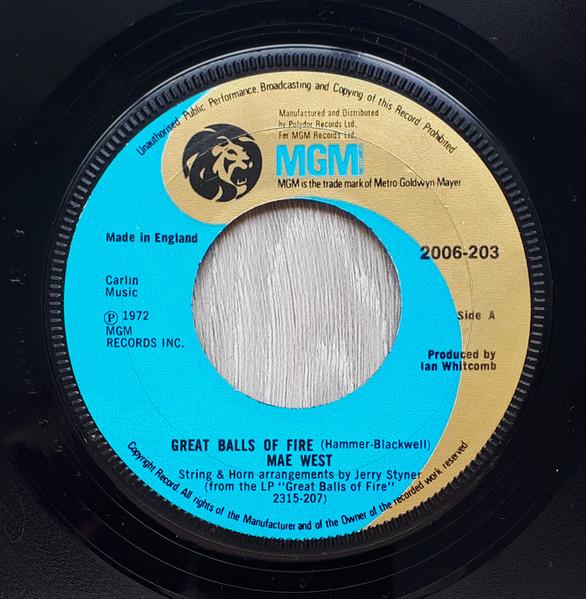 Unauthorised Public Performance, Broadcasting and Copying of this Record Prohibited
Manufactured and Distributed
by Polydor Records Ltd.
For MGM Records Ltd.
MGM
MGM is the trade mark of Metro Goldwyn Mayer
Made in England
2006-203
Carlin
Music
Ⓟ 1972
MGM
RECORDS INC.
Side A
Produced by
Ian Whitcomb
GREAT BALLS OF FIRE (Hammer-Blackwell)
MAE WEST
String & Horn arrangements by Jerry Styner
(from the LP "Great Balls of Fire"
2315-207)
Copyright Record All rights of the Manufacturer and of the Owner of the recorded work reserved